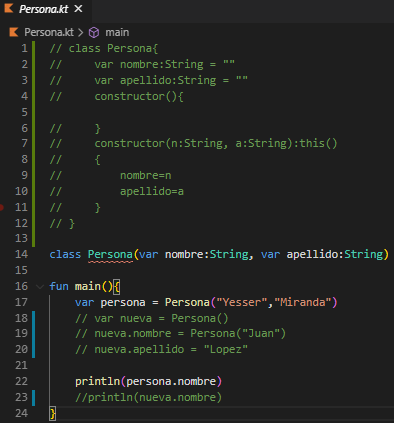 Persona.kt ×
Persona.kt > main
1 // class Persona{
2 //     var nombre:String = ""
3 //     var apellido:String = ""
4 //     constructor(){
5
6 //     }
7 //     constructor(n:String, a:String):this()
8 //     {
9 //         nombre=n
10 //         apellido=a
11 //     }
12 // }
13
14 class Persona(var nombre:String, var apellido:String)
15
16 fun main(){
17     var persona = Persona("Yesser","Miranda")
18     // var nueva = Persona()
19     // nueva.nombre = Persona("Juan")
20     // nueva.apellido = "Lopez"
21
22     println(persona.nombre)
23     //println(nueva.nombre)
24 }